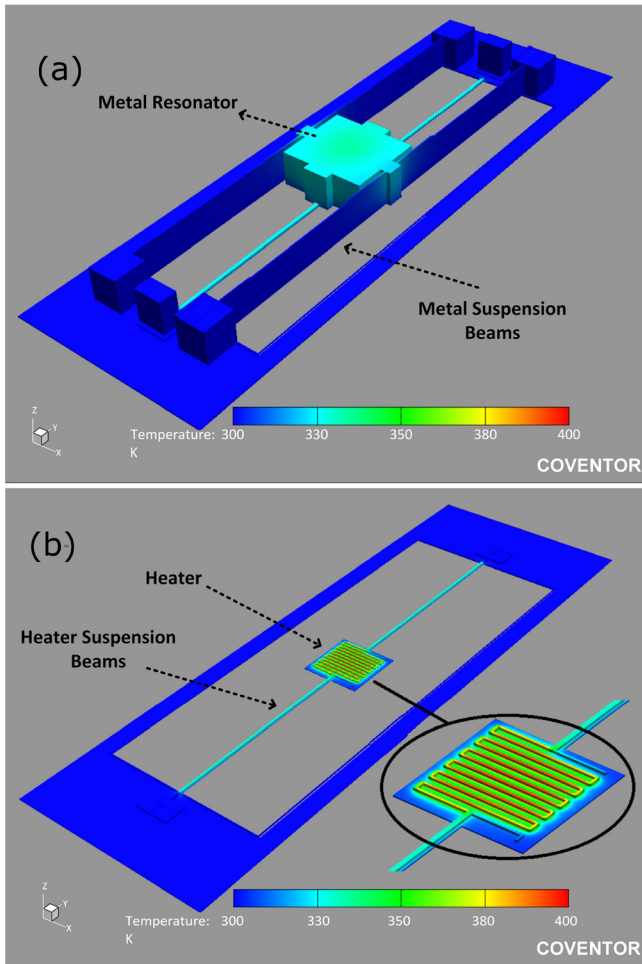 (a)
Metal Resonator
Metal Suspension
Beams
Z
Y
X
Temperature: 300 330 350 380 400
K
COVENTOR
(b)
Heater
Heater Suspension
Beams
Z
Y
X
Temperature: 300 330 350 380 400
K
COVENTOR